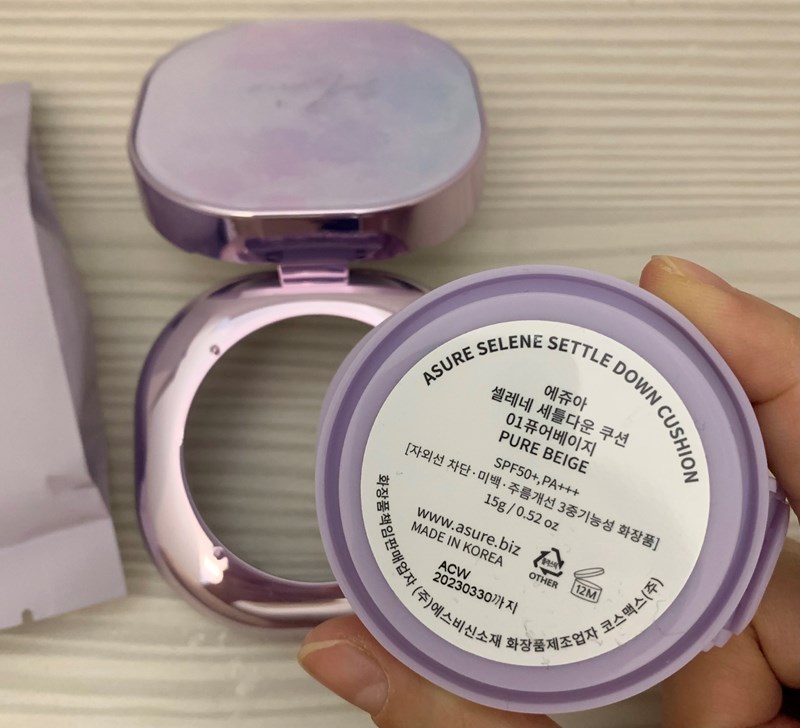 ASURE SELENE SETTLE DOWN CUSHION
에쥬아
셀레네 세틀다운 쿠션
01퓨어베이지
PURE BEIGE
SPF50+,PA+++
[자외선 차단·미백·주름개선 3중기능성 화장품]
15g / 0.52 oz
www.asure.biz
MADE IN KOREA
OTHER
12M
ACW
20230330까지
화장품책임판매업자 (주)에스비신소재 화장품제조업자 코스맥스(주)